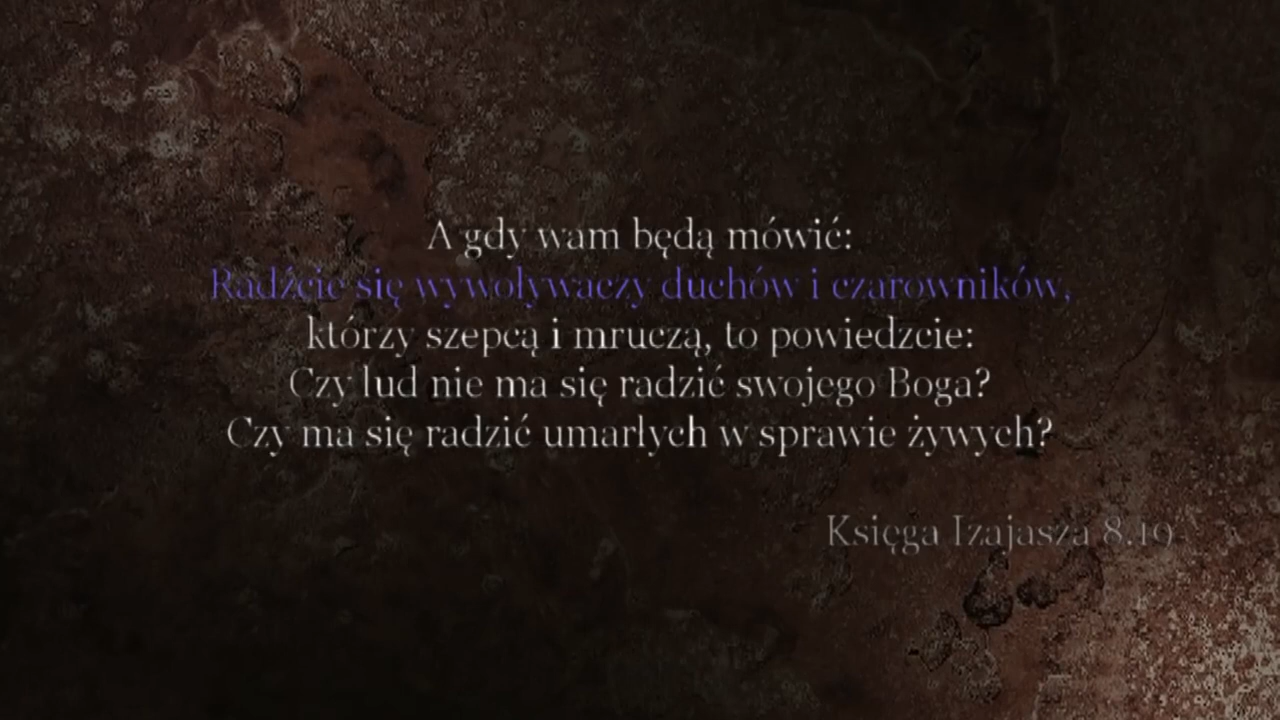 A gdy wam będą mówić:
Radźcie się wywoływaczy duchów i czarowników,
którzy szepcą i mruczą, to powiedzcie:
Czy lud nie ma się radzić swojego Boga?
Czy ma się radzić umarłych w sprawie żywych?
Księga Izajasza 8.19